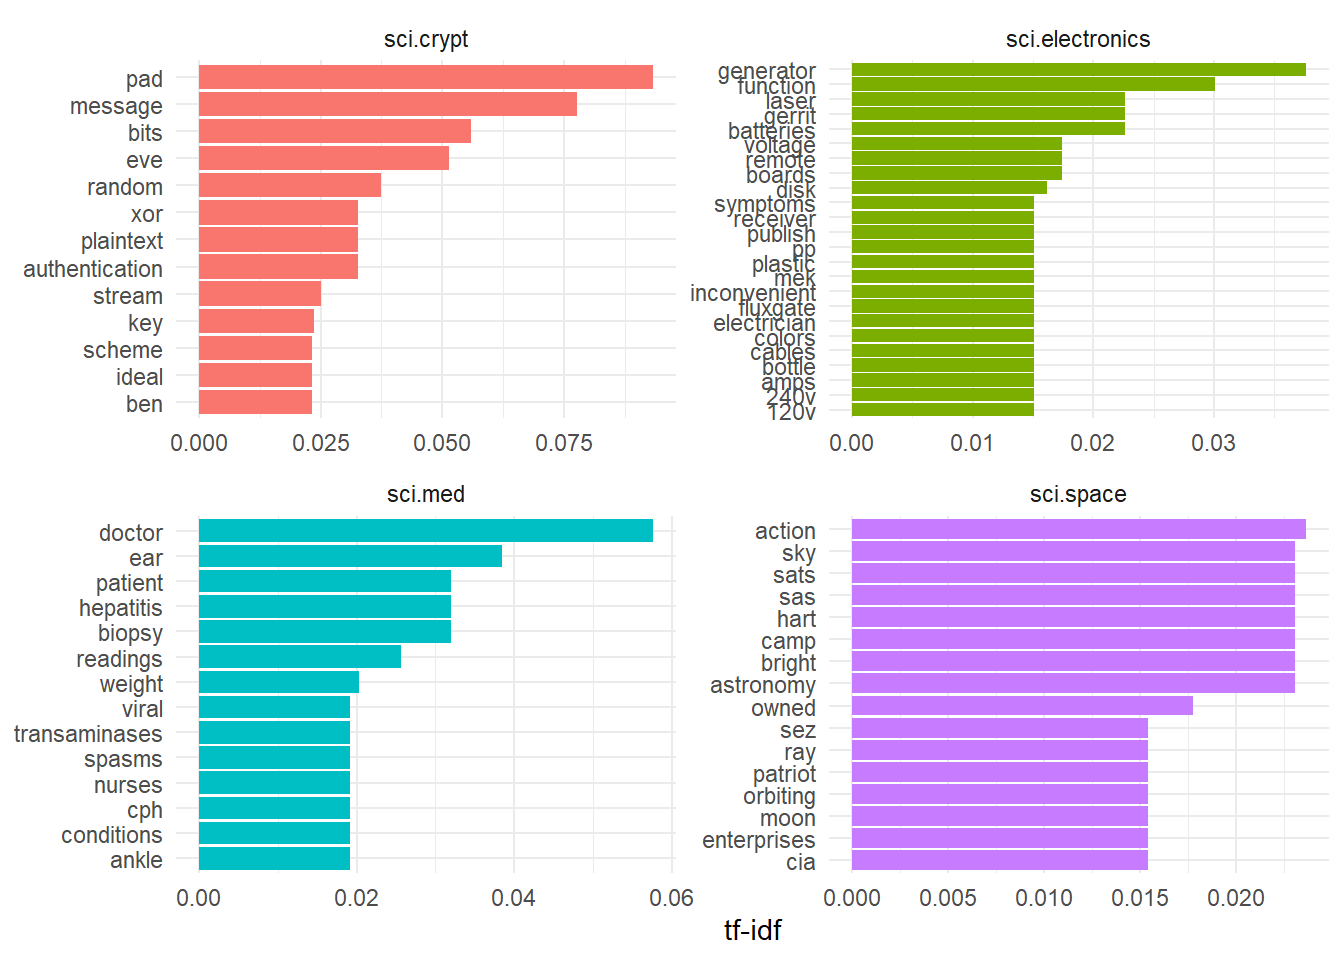 sci.crypt
pad
message
bits
eve
random
xor
plaintext
authentication
stream
key
scheme
ideal
ben
0.000 0.025 0.050 0.075
sci.electronics
generator
function
laser
gerrit
batteries
voltage
remote
boards
disk
symptoms
receiver
publish
pp
plastic
mek
inconvenient
fluxgate
electrician
colors
cables
bottle
amps
240v
120v
0.00 0.01 0.02 0.03
sci.med
doctor
ear
patient
hepatitis
biopsy
readings
weight
viral
transaminases
spasms
nurses
cph
conditions
ankle
0.00 0.02 0.04 0.06
sci.space
action
sky
sats
sas
hart
camp
bright
astronomy
owned
sez
ray
patriot
orbiting
moon
enterprises
cia
0.000 0.005 0.010 0.015 0.020
tf-idf